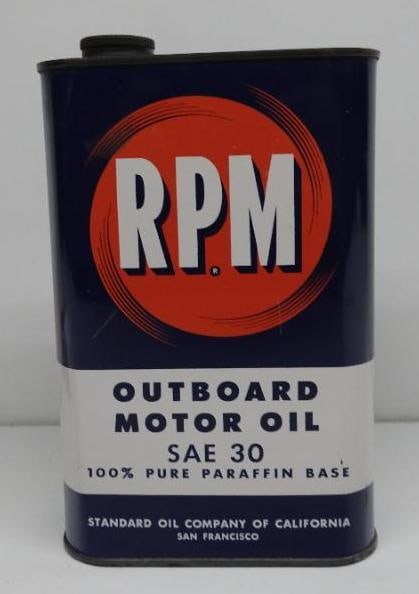 RPM
®
OUTBOARD
MOTOR OIL
SAE 30
100% PURE PARAFFIN BASE
STANDARD OIL COMPANY OF CALIFORNIA
SAN FRANCISCO